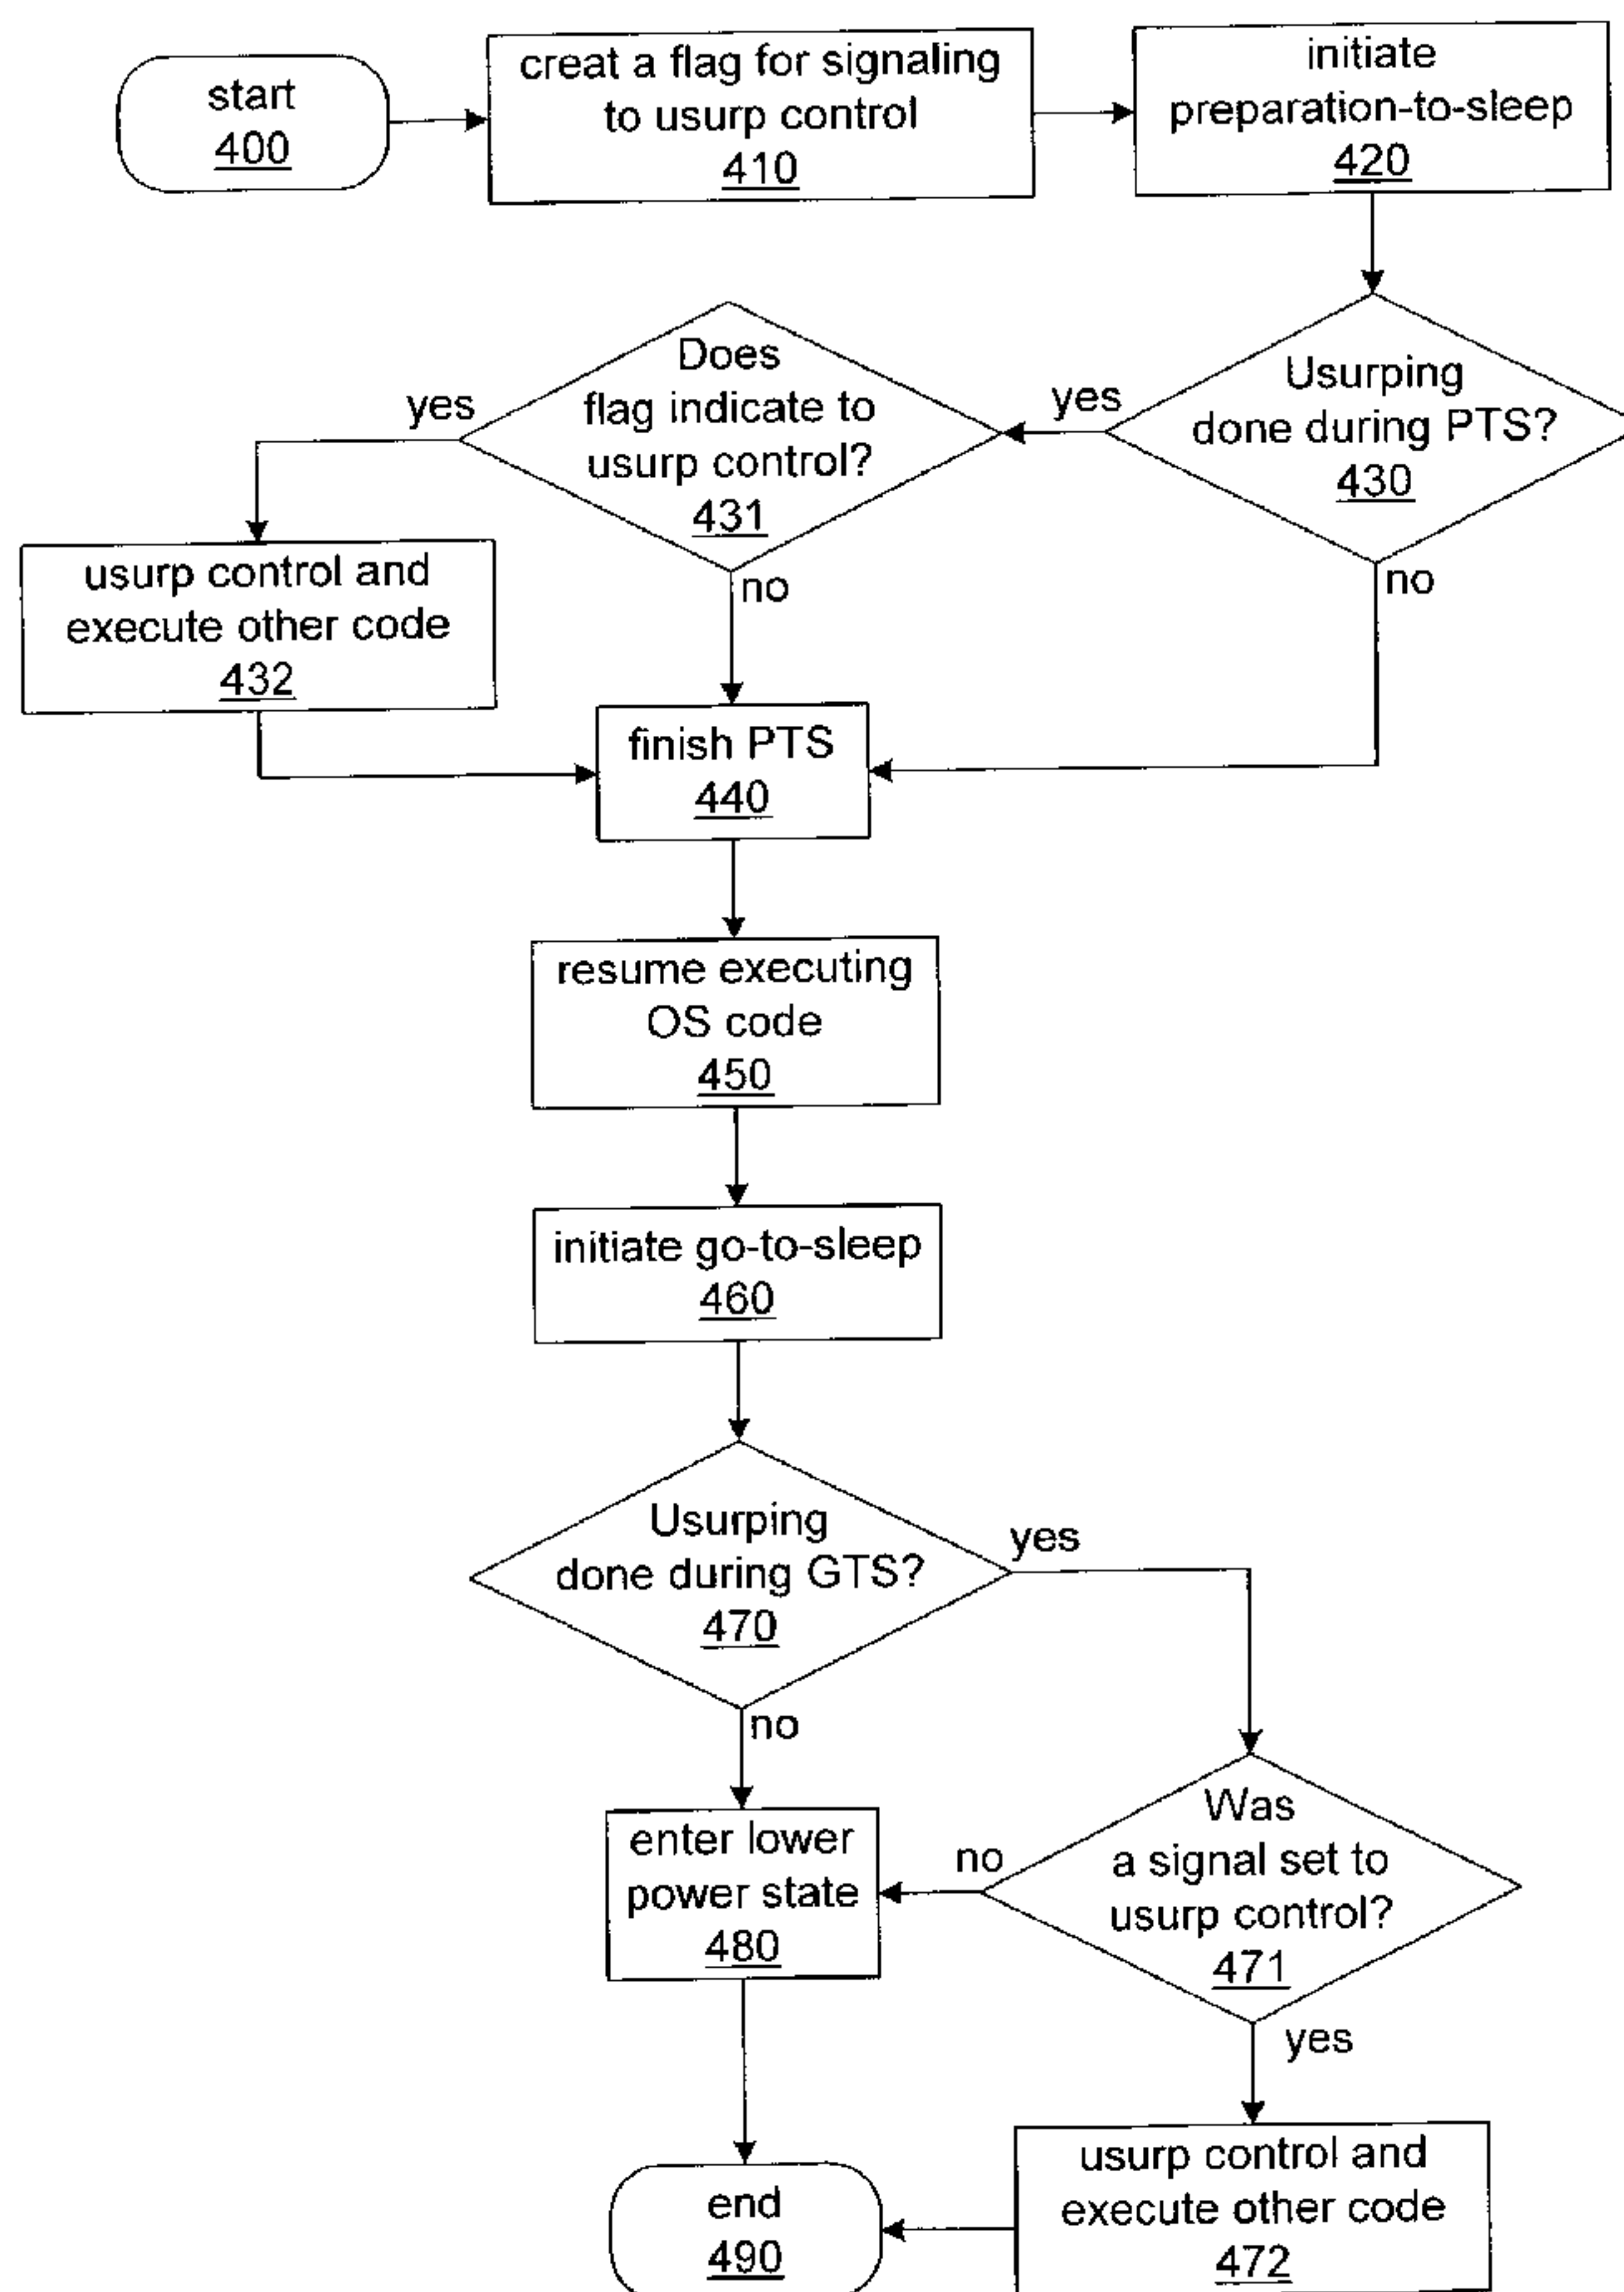 start
400
creat a flag for signaling
to usurp control
410
initiate
preparation-to-sleep
420
Usurping
done during PTS?
430
yes
no
Does
flag indicate to
usurp control?
431
yes
no
usurp control and
execute other code
432
finish PTS
440
resume executing
OS code
450
initiate go-to-sleep
460
Usurping
done during GTS?
470
yes
no
Was
a signal set to
usurp control?
471
no
yes
enter lower
power state
480
usurp control and
execute other code
472
end
490